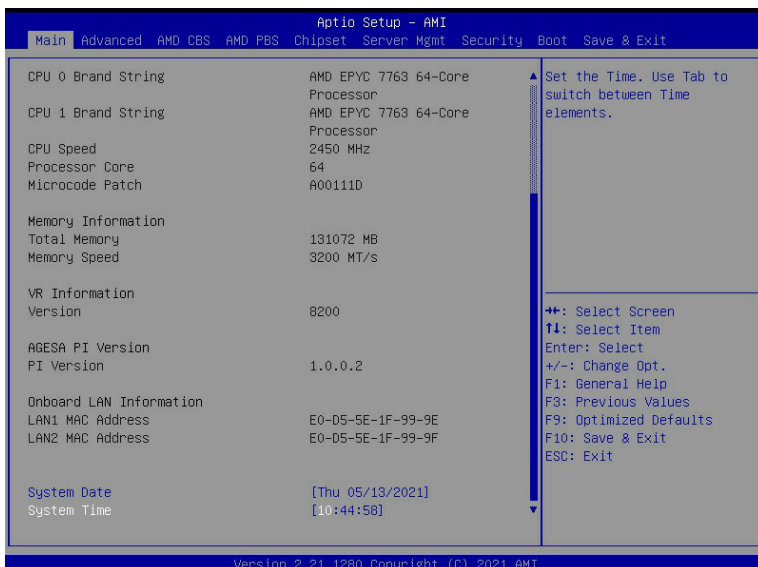 Aptio Setup – AMI
Main Advanced AMD CBS AMD PBS Chipset Server Mgmt Security Boot Save & Exit
CPU 0 Brand String AMD EPYC 7763 64-Core
Processor
CPU 1 Brand String AMD EPYC 7763 64-Core
Processor
CPU Speed 2450 MHz
Processor Core 64
Microcode Patch A00111D
Memory Information
Total Memory 131072 MB
Memory Speed 3200 MT/s
VR Information
Version 8200
AGESA PI Version
PI Version 1.0.0.2
Onboard LAN Information
LAN1 MAC Address E0-D5-5E-1F-99-9E
LAN2 MAC Address E0-D5-5E-1F-99-9F
System Date [Thu 05/13/2021]
System Time [10:44:58]
Set the Time. Use Tab to
switch between Time
elements.
→←: Select Screen
↑↓: Select Item
Enter: Select
+/-: Change Opt.
F1: General Help
F3: Previous Values
F9: Optimized Defaults
F10: Save & Exit
ESC: Exit
Version 2.21.1280 Copyright (C) 2021 AMI